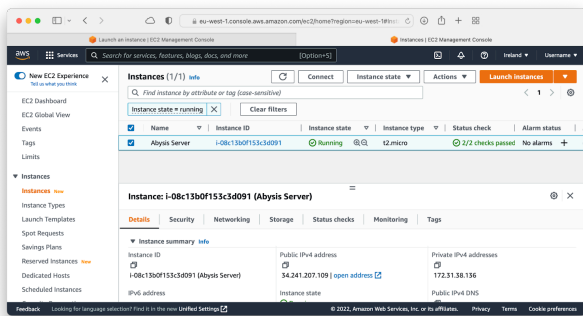 eu-west-1.console.aws.amazon.com/ec2/home?region=eu-west-1#Inst
Launch an instance | EC2 Management Console
Instances | EC2 Management Console
aws
Services
Search for services, features, blogs, docs, and more
[Option+S]
Ireland
Username
New EC2 Experience
Tell us what you think
EC2 Dashboard
EC2 Global View
Events
Tags
Limits
Instances
Instances New
Instance Types
Launch Templates
Spot Requests
Savings Plans
Reserved Instances New
Dedicated Hosts
Scheduled Instances
Instances (1/1) Info
Connect
Instance state
Actions
Launch instances
Find instance by attribute or tag (case-sensitive)
1
Instance state = running
Clear filters
Name
Instance ID
Instance state
Instance type
Status check
Alarm status
Abysis Server
i-08c13b0f153c3d091
Running
t2.micro
2/2 checks passed
No alarms
Instance: i-08c13b0f153c3d091 (Abysis Server)
Details
Security
Networking
Storage
Status checks
Monitoring
Tags
Instance summary Info
Instance ID
Public IPv4 address
Private IPv4 addresses
i-08c13b0f153c3d091 (Abysis Server)
34.241.207.109 | open address
172.31.38.136
IPv6 address
Instance state
Public IPv4 DNS
Feedback
Looking for language selection? Find it in the new Unified Settings
© 2022, Amazon Web Services, Inc. or its affiliates.
Privacy
Terms
Cookie preferences